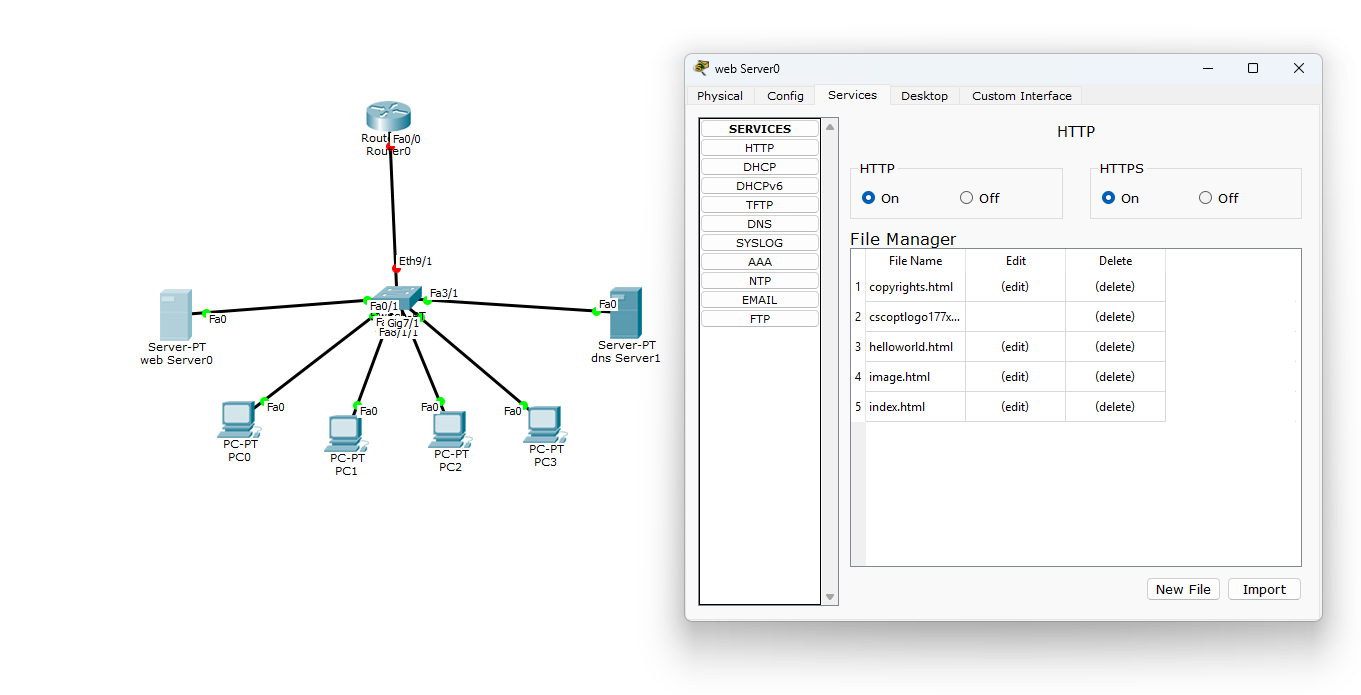 web Server0
Physical Config Services Desktop Custom Interface
SERVICES
HTTP
DHCP
DHCPv6
TFTP
DNS
SYSLOG
AAA
NTP
EMAIL
FTP
HTTP
HTTP
On Off
HTTPS
On Off
File Manager
File Name Edit Delete
1 copyrights.html (edit) (delete)
2 cscoptlogo177x... (delete)
3 helloworld.html (edit) (delete)
4 image.html (edit) (delete)
5 index.html (edit) (delete)
New File Import
Fa0/0
Router0
Eth9/1
Fa0/1
Fa3/1
Gig7/1
Fa8/1
Fa0
Server-PT
web Server0
Fa0
Server-PT
dns Server1
Fa0
PC-PT
PC0
Fa0
PC-PT
PC1
Fa0
PC-PT
PC2
Fa0
PC-PT
PC3